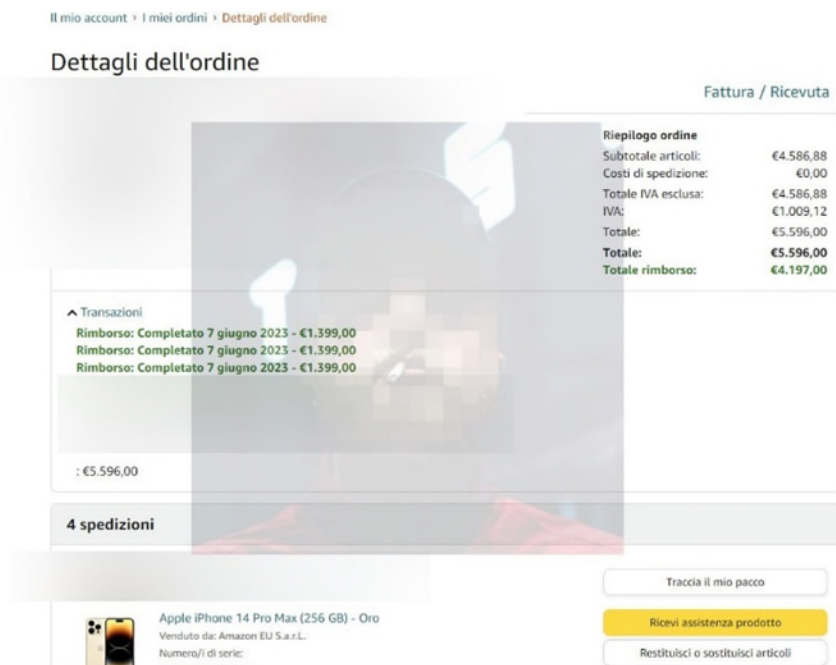 Il mio account › I miei ordini › Dettagli dell'ordine
Dettagli dell'ordine
Fattura / Ricevuta
Riepilogo ordine
Subtotale articoli: €4.586,88
Costi di spedizione: €0,00
Totale IVA esclusa: €4.586,88
IVA: €1.009,12
Totale: €5.596,00
Totale: €5.596,00
Totale rimborso: €4.197,00
Transazioni
Rimborso: Completato 7 giugno 2023 - €1.399,00
Rimborso: Completato 7 giugno 2023 - €1.399,00
Rimborso: Completato 7 giugno 2023 - €1.399,00
: €5.596,00
4 spedizioni
Traccia il mio pacco
Apple iPhone 14 Pro Max (256 GB) - Oro
Ricevi assistenza prodotto
Venduto da: Amazon EU S.a.r.L.
Numero/i di serie:
Restituisci o sostituisci articoli